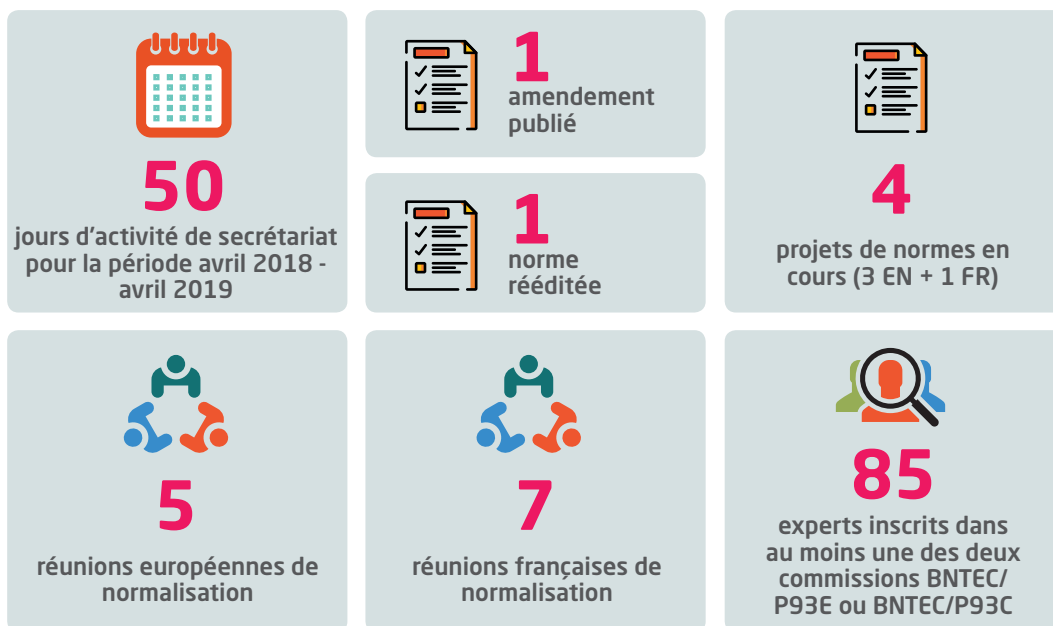 50
jours d'activité de secrétariat
pour la période avril 2018 -
avril 2019
1
amendement
publié
1
norme
rééditée
4
projets de normes en
cours (3 EN + 1 FR)
5
réunions européennes de
normalisation
7
réunions françaises de
normalisation
85
experts inscrits dans
au moins une des deux
commissions BNTEC/
P93E ou BNTEC/P93C